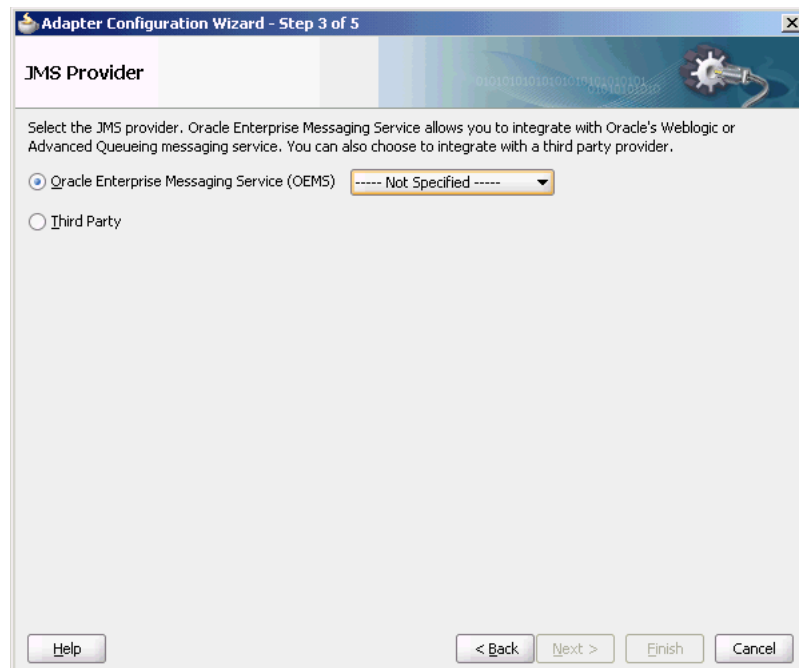 Adapter Configuration Wizard - Step 3 of 5
JMS Provider
Select the JMS provider. Oracle Enterprise Messaging Service allows you to integrate with Oracle's Weblogic or
Advanced Queueing messaging service. You can also choose to integrate with a third party provider.
Oracle Enterprise Messaging Service (OEMS) ----- Not Specified -----
Third Party
Help < Back Next > Finish Cancel